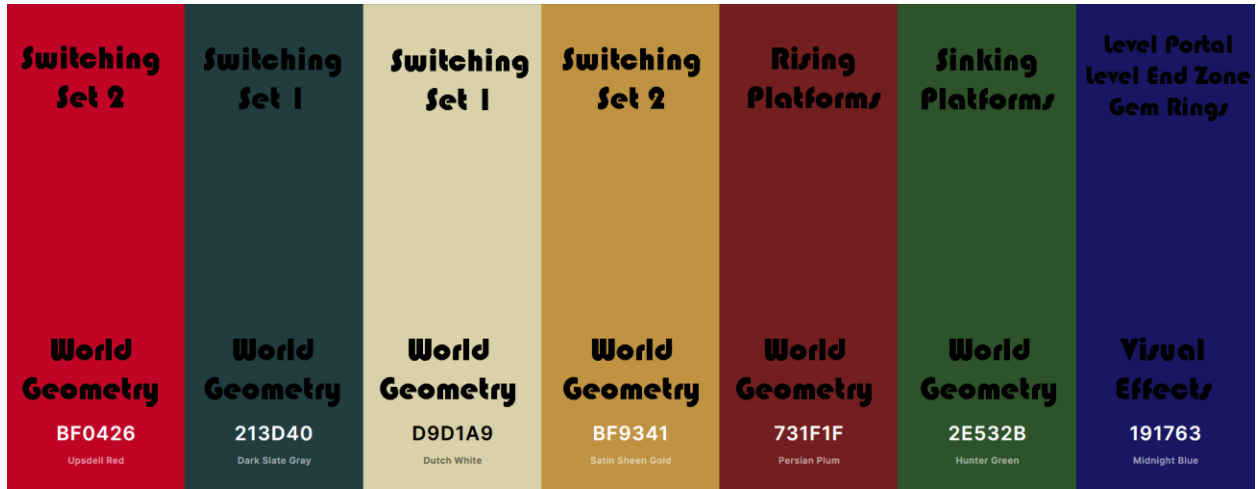 Switching
Set 2
World
Geometry
BF0426
Upsdell Red
Switching
Set 1
World
Geometry
213D40
Dark Slate Gray
Switching
Set 1
World
Geometry
D9D1A9
Dutch White
Switching
Set 2
World
Geometry
BF9341
Satin Sheen Gold
Rising
Platforms
World
Geometry
731F1F
Persian Plum
Sinking
Platforms
World
Geometry
2E532B
Hunter Green
Level Portal
Level End Zone
Gem Rings
Visual
Effects
191763
Midnight Blue